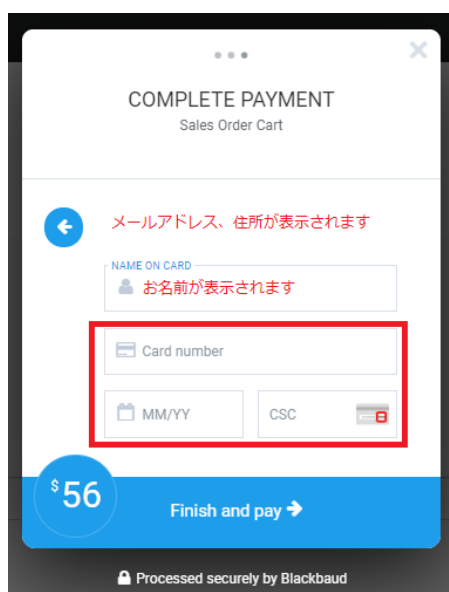 COMPLETE PAYMENT
Sales Order Cart
メールアドレス、住所が表示されます
NAME ON CARD
お名前が表示されます
Card number
MM/YY
CSC
$56
Finish and pay
Processed securely by Blackbaud